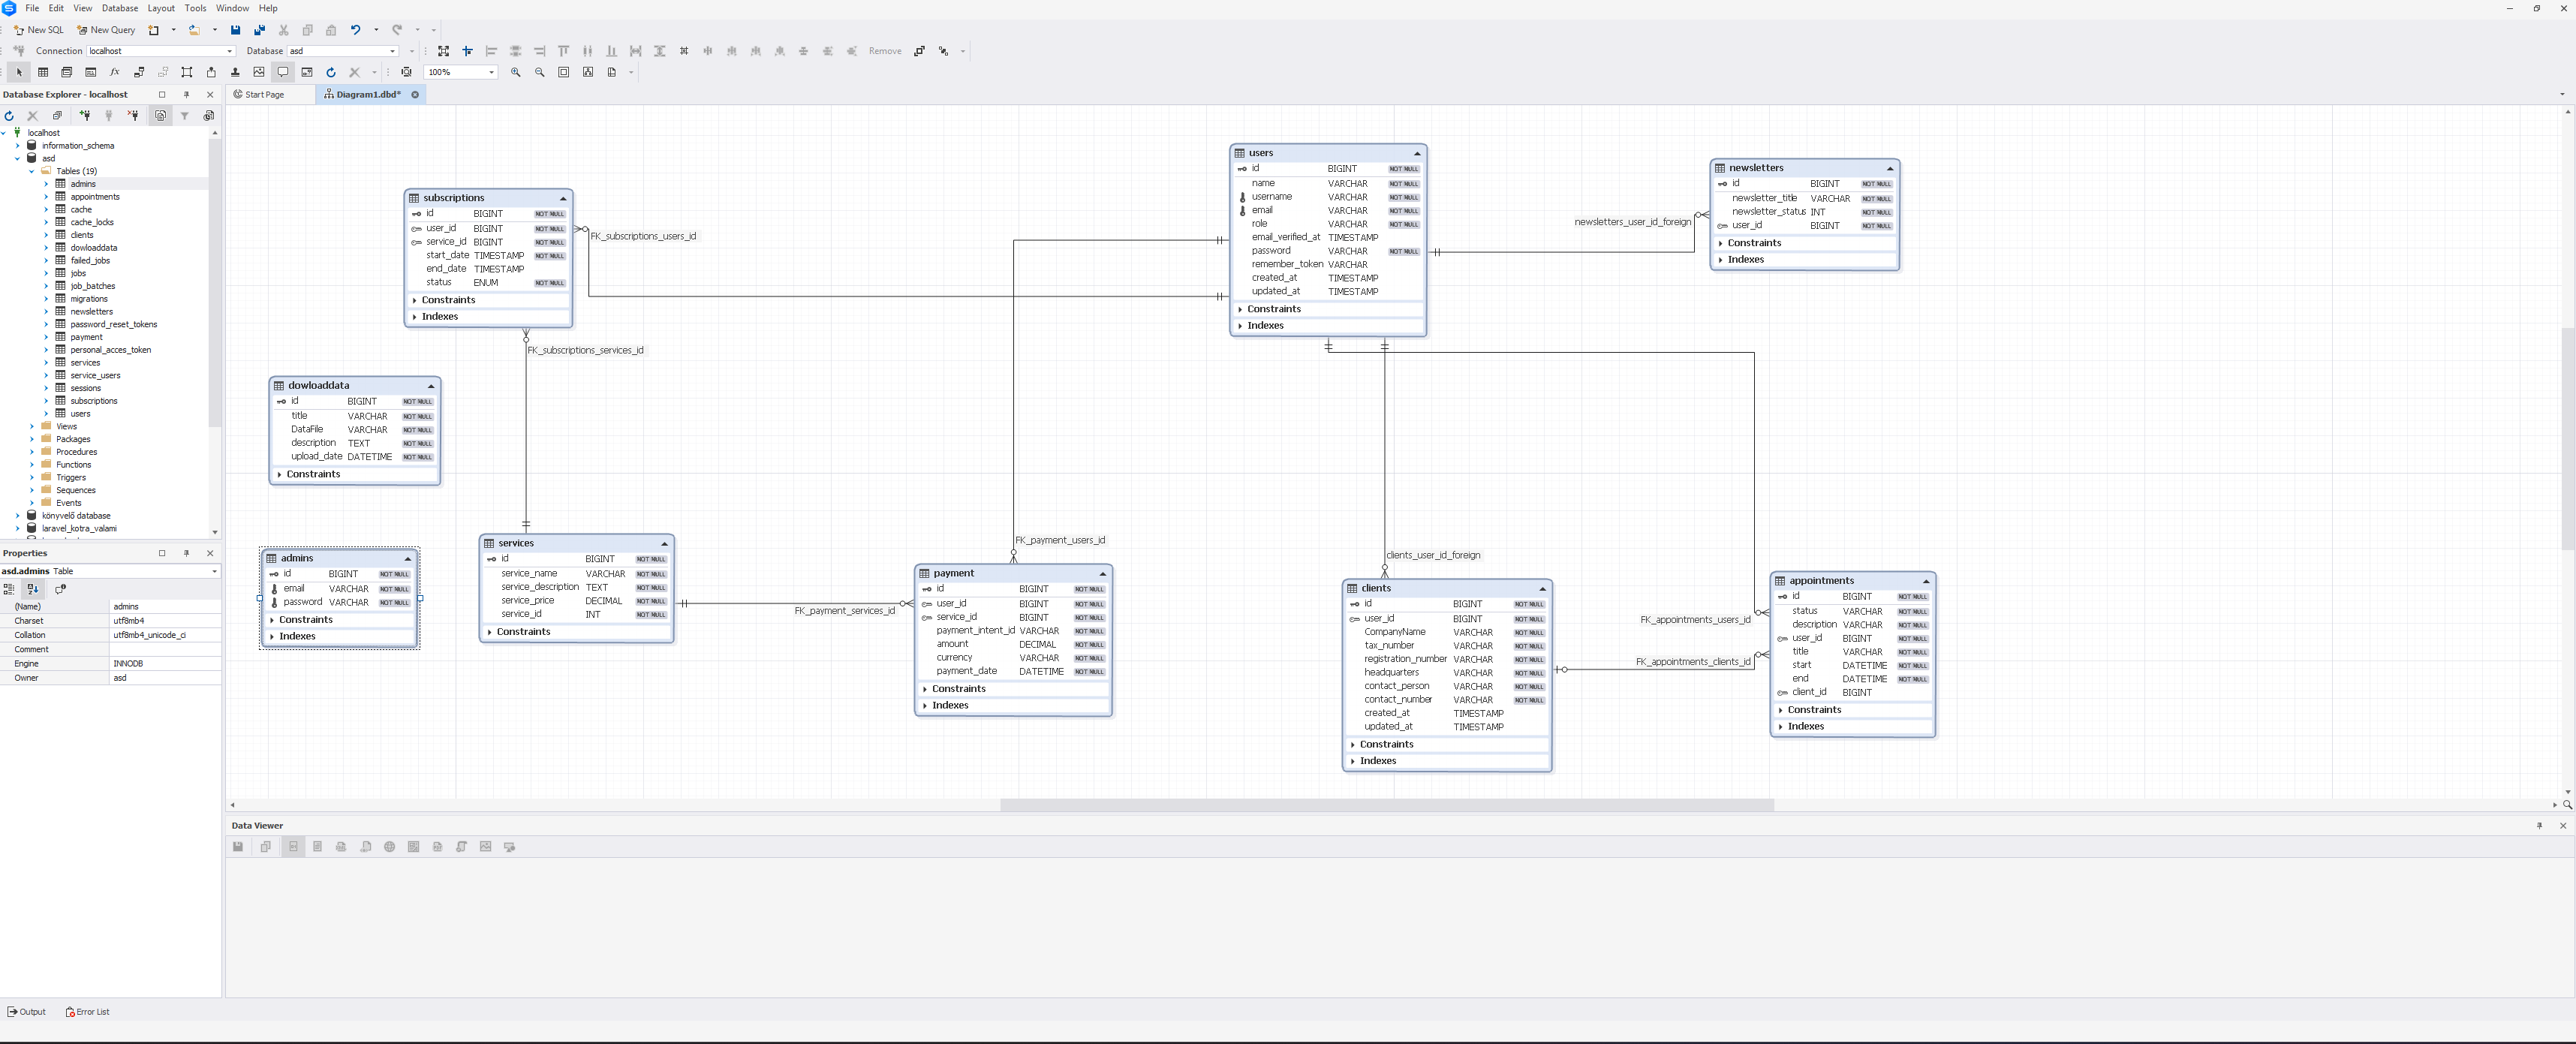 File Edit View Database Layout Tools Window Help
New SQL New Query
Connection localhost Database asd Remove
100%
Database Explorer - localhost
Start Page Diagram1.dbd*
localhost
information_schema
asd
Tables (19)
admins
appointments
cache
cache_locks
clients
dowloaddata
failed_jobs
jobs
job_batches
migrations
newsletters
password_reset_tokens
payment
personal_acces_token
services
service_users
sessions
subscriptions
users
Views
Packages
Procedures
Functions
Triggers
Sequences
Events
könyvelő database
laravel_kotra_valami
Properties
asd.admins Table
(Name) admins
Charset utf8mb4
Collation utf8mb4_unicode_ci
Comment
Engine INNODB
Owner asd
subscriptions
id BIGINT NOT NULL
user_id BIGINT NOT NULL
service_id BIGINT NOT NULL
start_date TIMESTAMP NOT NULL
end_date TIMESTAMP
status ENUM NOT NULL
Constraints
Indexes
FK_subscriptions_users_id
FK_subscriptions_services_id
users
id BIGINT NOT NULL
name VARCHAR NOT NULL
username VARCHAR NOT NULL
email VARCHAR NOT NULL
role VARCHAR NOT NULL
email_verified_at TIMESTAMP
password VARCHAR NOT NULL
remember_token VARCHAR
created_at TIMESTAMP
updated_at TIMESTAMP
Constraints
Indexes
newsletters_user_id_foreign
newsletters
id BIGINT NOT NULL
newsletter_title VARCHAR NOT NULL
newsletter_status INT NOT NULL
user_id BIGINT NOT NULL
Constraints
Indexes
dowloaddata
id BIGINT NOT NULL
title VARCHAR NOT NULL
DataFile VARCHAR NOT NULL
description TEXT NOT NULL
upload_date DATETIME NOT NULL
Constraints
admins
id BIGINT NOT NULL
email VARCHAR NOT NULL
password VARCHAR NOT NULL
Constraints
Indexes
services
id BIGINT NOT NULL
service_name VARCHAR NOT NULL
service_description TEXT NOT NULL
service_price DECIMAL NOT NULL
service_id INT NOT NULL
Constraints
FK_payment_services_id
FK_payment_users_id
payment
id BIGINT NOT NULL
user_id BIGINT NOT NULL
service_id BIGINT NOT NULL
payment_intent_id VARCHAR NOT NULL
amount DECIMAL NOT NULL
currency VARCHAR NOT NULL
payment_date DATETIME NOT NULL
Constraints
Indexes
clients_user_id_foreign
clients
id BIGINT NOT NULL
user_id BIGINT NOT NULL
CompanyName VARCHAR NOT NULL
tax_number VARCHAR NOT NULL
registration_number VARCHAR NOT NULL
headquarters VARCHAR NOT NULL
contact_person VARCHAR NOT NULL
contact_number VARCHAR NOT NULL
created_at TIMESTAMP
updated_at TIMESTAMP
Constraints
Indexes
FK_appointments_users_id
FK_appointments_clients_id
appointments
id BIGINT NOT NULL
status VARCHAR NOT NULL
description VARCHAR NOT NULL
user_id BIGINT NOT NULL
title VARCHAR NOT NULL
start DATETIME NOT NULL
end DATETIME NOT NULL
client_id BIGINT
Constraints
Indexes
Data Viewer
Output Error List